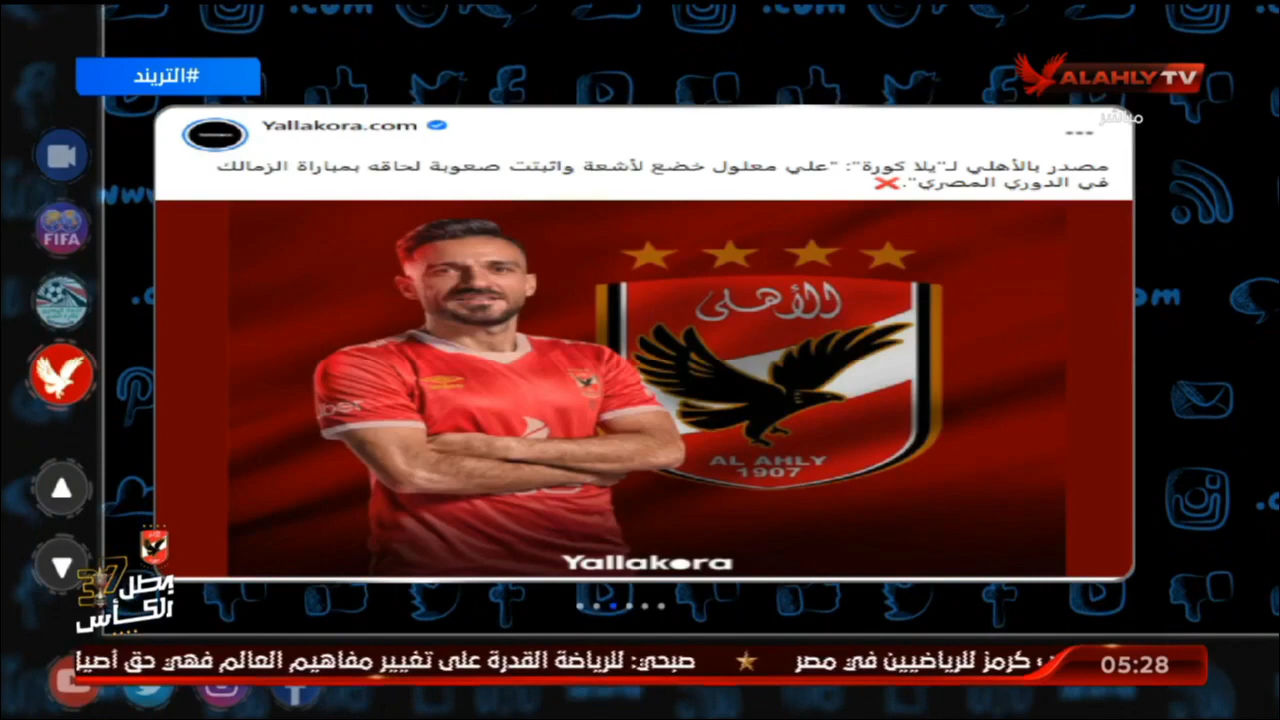 #التريند
ALAHLY TV
مباشر
Yallakora.com
مصدر بالأهلي لـ"يلا كورة": "علي معلول خضع لأشعة واثبتت صعوبة لحاقه بمباراة الزمالك
في الدوري المصري".❌
FIFA
الأهلى
AL AHLY
1907
uber
Yallakora
بطل 37
الكأس
كرمز للرياضيين في مصر ★ صبحي: للرياضة القدرة على تغيير مفاهيم العالم فهي حق أصيا
05:28